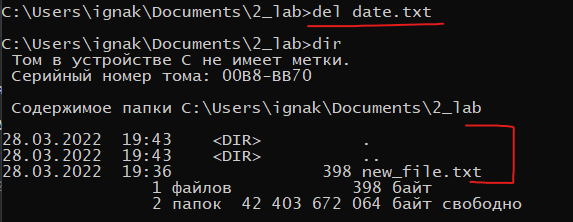 C:\Users\ignak\Documents\2_lab>del date.txt
C:\Users\ignak\Documents\2_lab>dir
Том в устройстве C не имеет метки.
Серийный номер тома: 00B8-BB70
Содержимое папки C:\Users\ignak\Documents\2_lab
28.03.2022  19:43    <DIR>          .
28.03.2022  19:43    <DIR>          ..
28.03.2022  19:36               398 new_file.txt
1 файлов            398 байт
2 папок  42 403 672 064 байт свободно